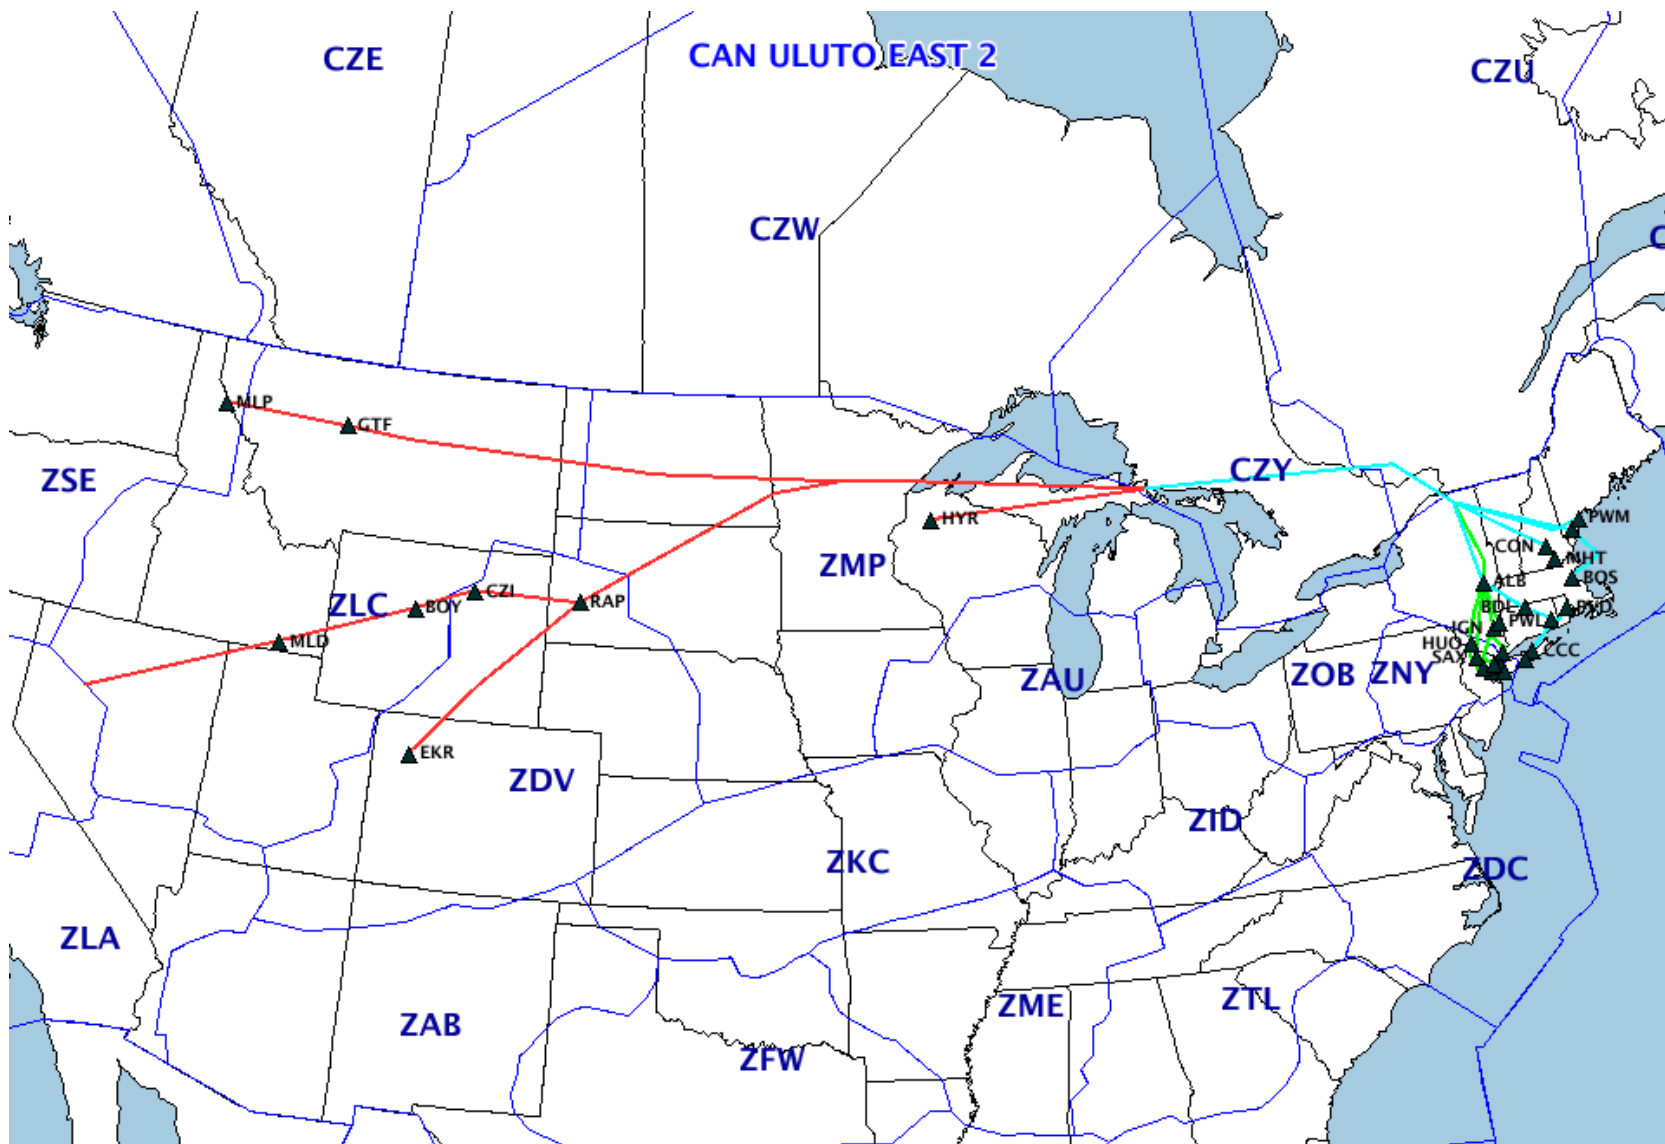 CAN ULUTO EAST 2
CZE
CZU
CZW
C
MLP
GTF
ZSE
CZY
HYR
PWM
CON
MHT
ZMP
BOS
ALB
ZLC
BOY
CZI
RAP
BDL
PVD
PWL
IGN
MLD
HUO
SAX
CCC
ZAU
ZOB
ZNY
EKR
ZDV
ZID
ZKC
ZDC
ZLA
ZME
ZTL
ZAB
ZFW